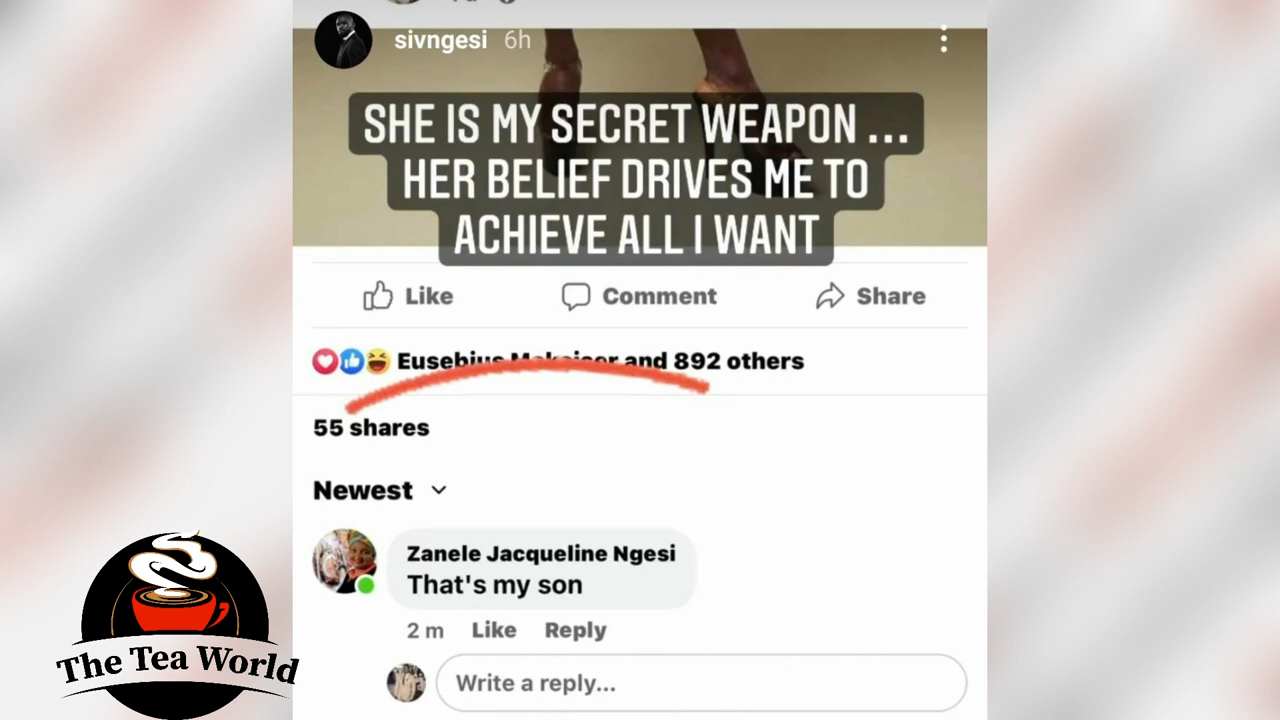 sivngesi 6h
SHE IS MY SECRET WEAPON ...
HER BELIEF DRIVES ME TO
ACHIEVE ALL I WANT
Like Comment Share
Eusebius Makaiser and 892 others
55 shares
Newest
Zanele Jacqueline Ngesi
That's my son
2 m Like Reply
Write a reply...
The Tea World